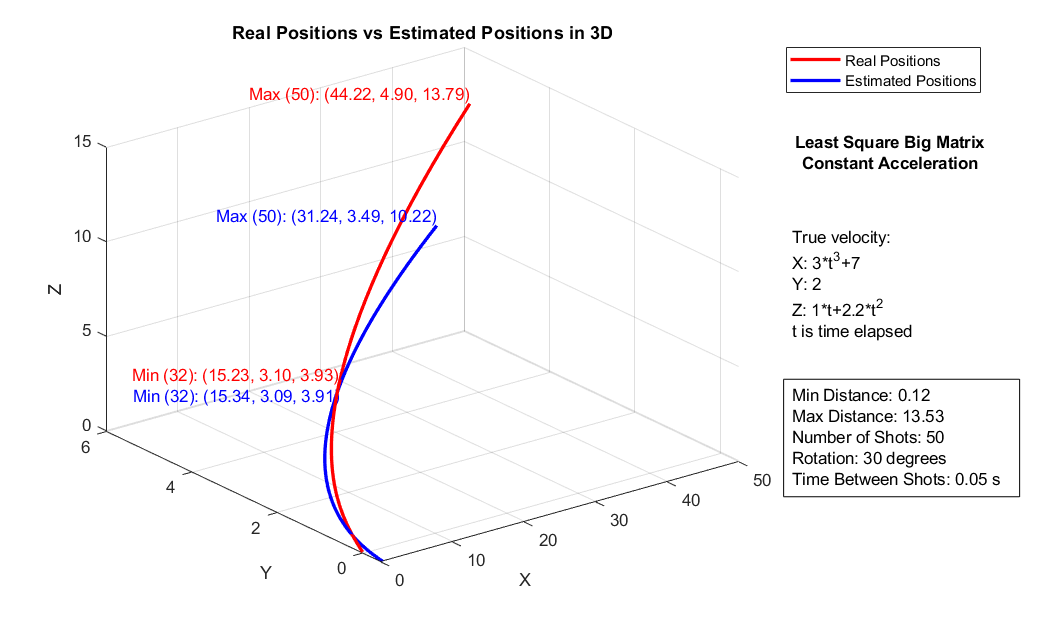 Real Positions vs Estimated Positions in 3D
Real Positions
Estimated Positions
Max (50): (44.22, 4.90, 13.79)
Least Square Big Matrix
Constant Acceleration
15
Max (50): (31.24, 3.49, 10.22)
10
True velocity:
X: 3*t³+7
Y: 2
Z: 1*t+2.2*t²
t is time elapsed
Z
5
Min (32): (15.23, 3.10, 3.93)
Min (32): (15.34, 3.09, 3.91)
Min Distance: 0.12
Max Distance: 13.53
Number of Shots: 50
Rotation: 30 degrees
Time Between Shots: 0.05 s
0
6
4
2
0
Y
0
10
20
30
40
50
X